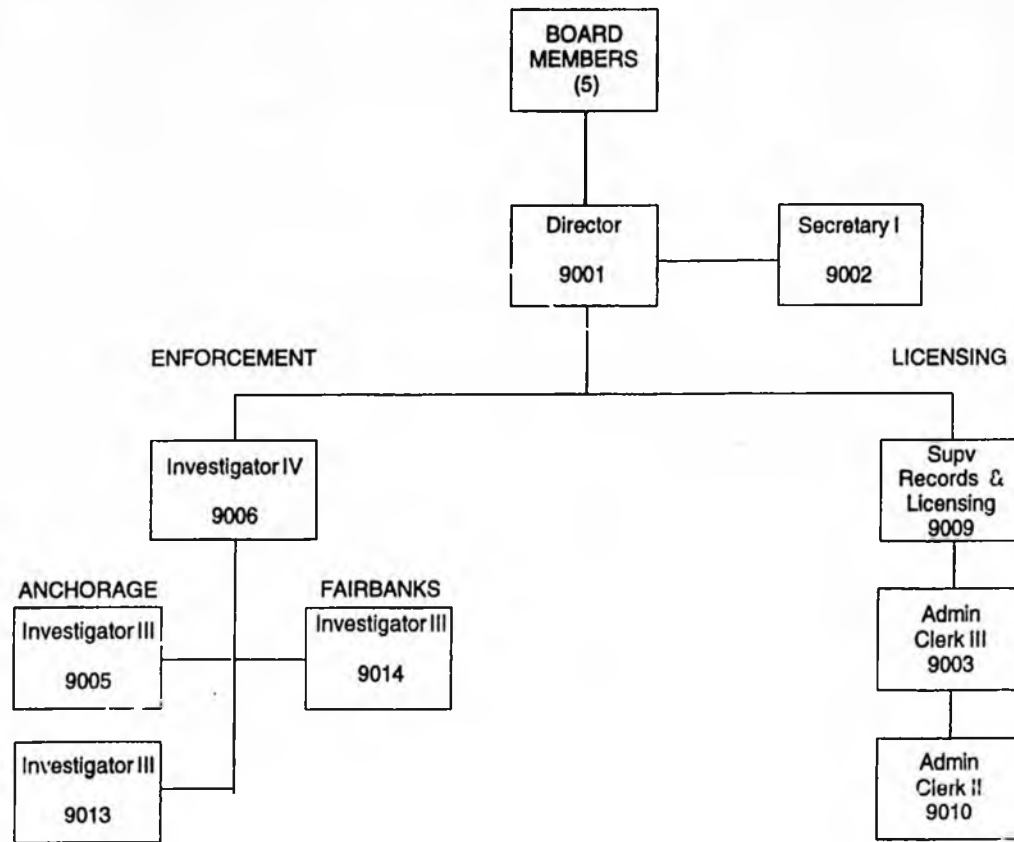 BOARD
MEMBERS
(5)
Director
9001
Secretary I
9002
ENFORCEMENT
LICENSING
Investigator IV
9006
Supv
Records &
Licensing
9009
ANCHORAGE
Investigator III
9005
FAIRBANKS
Investigator III
9014
Admin
Clerk III
9003
Investigator III
9013
Admin
Clerk II
9010